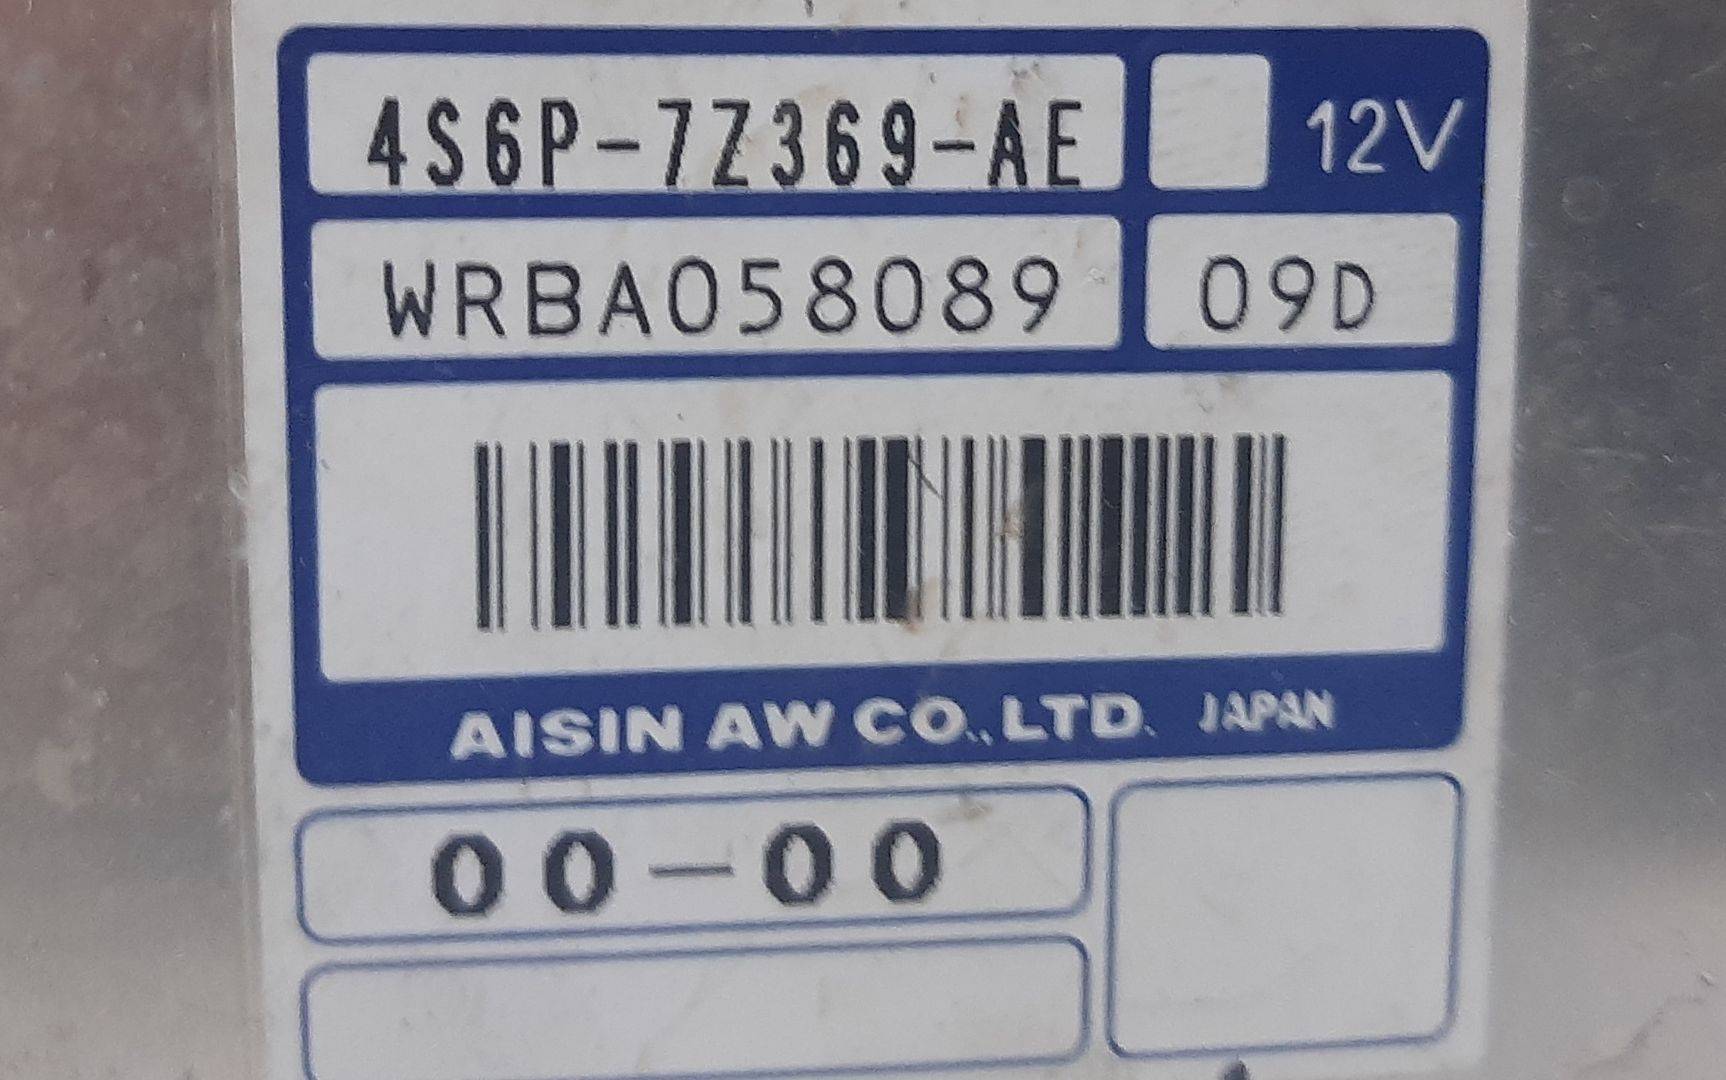 4S6P-7Z369-AE 12V
WRBA058089 09D
AISIN AW CO.,LTD. JAPAN
00-00